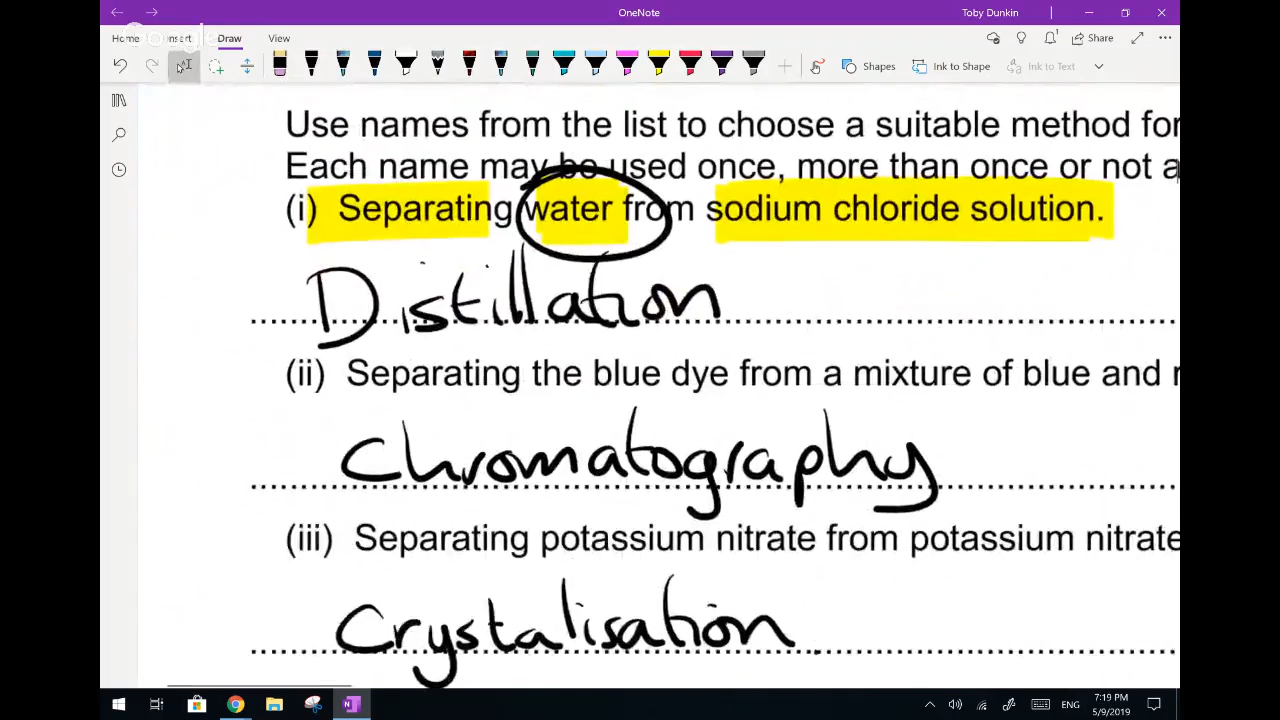 OneNote
Toby Dunkin
Home Insert Draw View
Share
Shapes
Ink to Shape
Ink to Text
Use names from the list to choose a suitable method for
Each name may be used once, more than once or not a
(i) Separating water from sodium chloride solution.
Distillation
(ii) Separating the blue dye from a mixture of blue and r
Chromatography
(iii) Separating potassium nitrate from potassium nitrate
Crystalisation
ENG
7:19 PM
5/9/2019